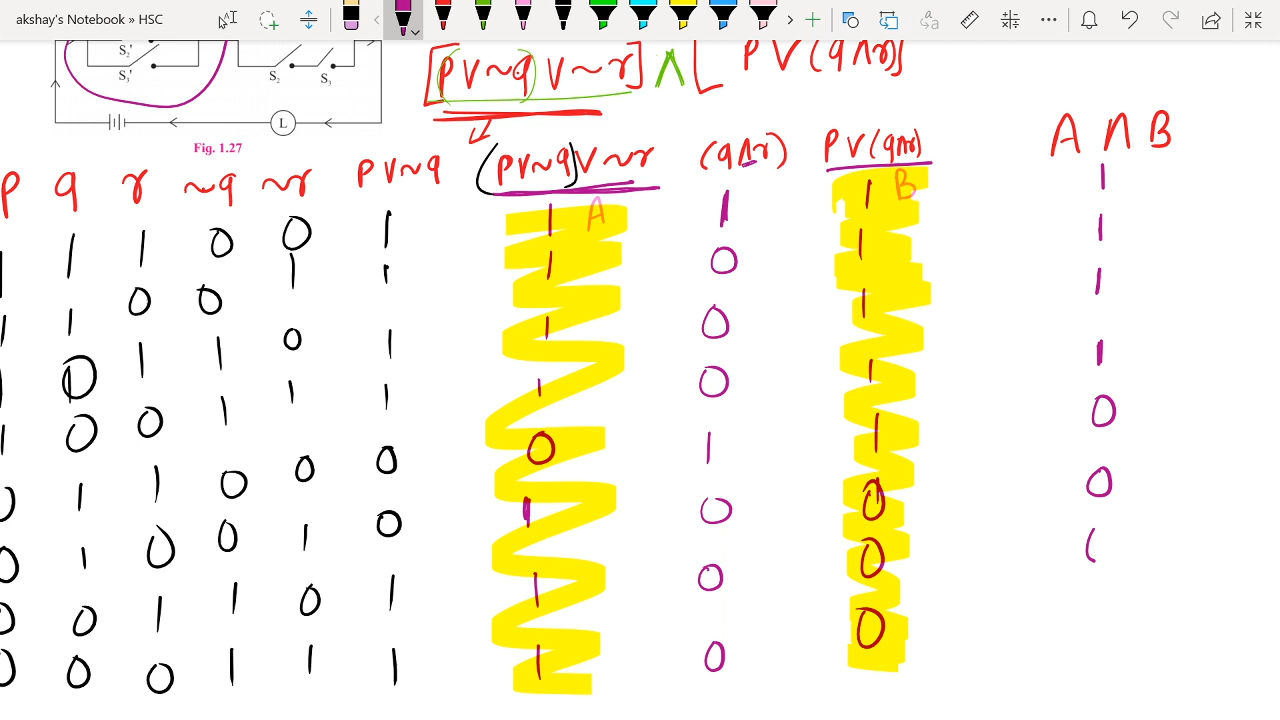 akshay's Notebook » HSC
S₂'
S₃'
S₂ S₃
L
Fig. 1.27
[(p ∨ ~q) ∨ ~r] ∧ [ p ∨ (q ∧ r)]
p q r ~q ~r p ∨ ~q (p ∨ ~q) ∨ ~r (q ∧ r) p ∨ (q ∧ r) A ∧ B
A B
1 1 1 0 0 1 1 1 1 1
1 1 0 0 1 1 1 0 1 1
1 0 1 1 0 1 1 0 1 1
1 0 0 1 1 1 1 0 1 1
0 1 1 0 0 0 0 1 1 0
0 1 0 0 1 0 1 0 0 0
0 0 1 1 0 1 1 0 0 (
0 0 0 1 1 1 1 0 0